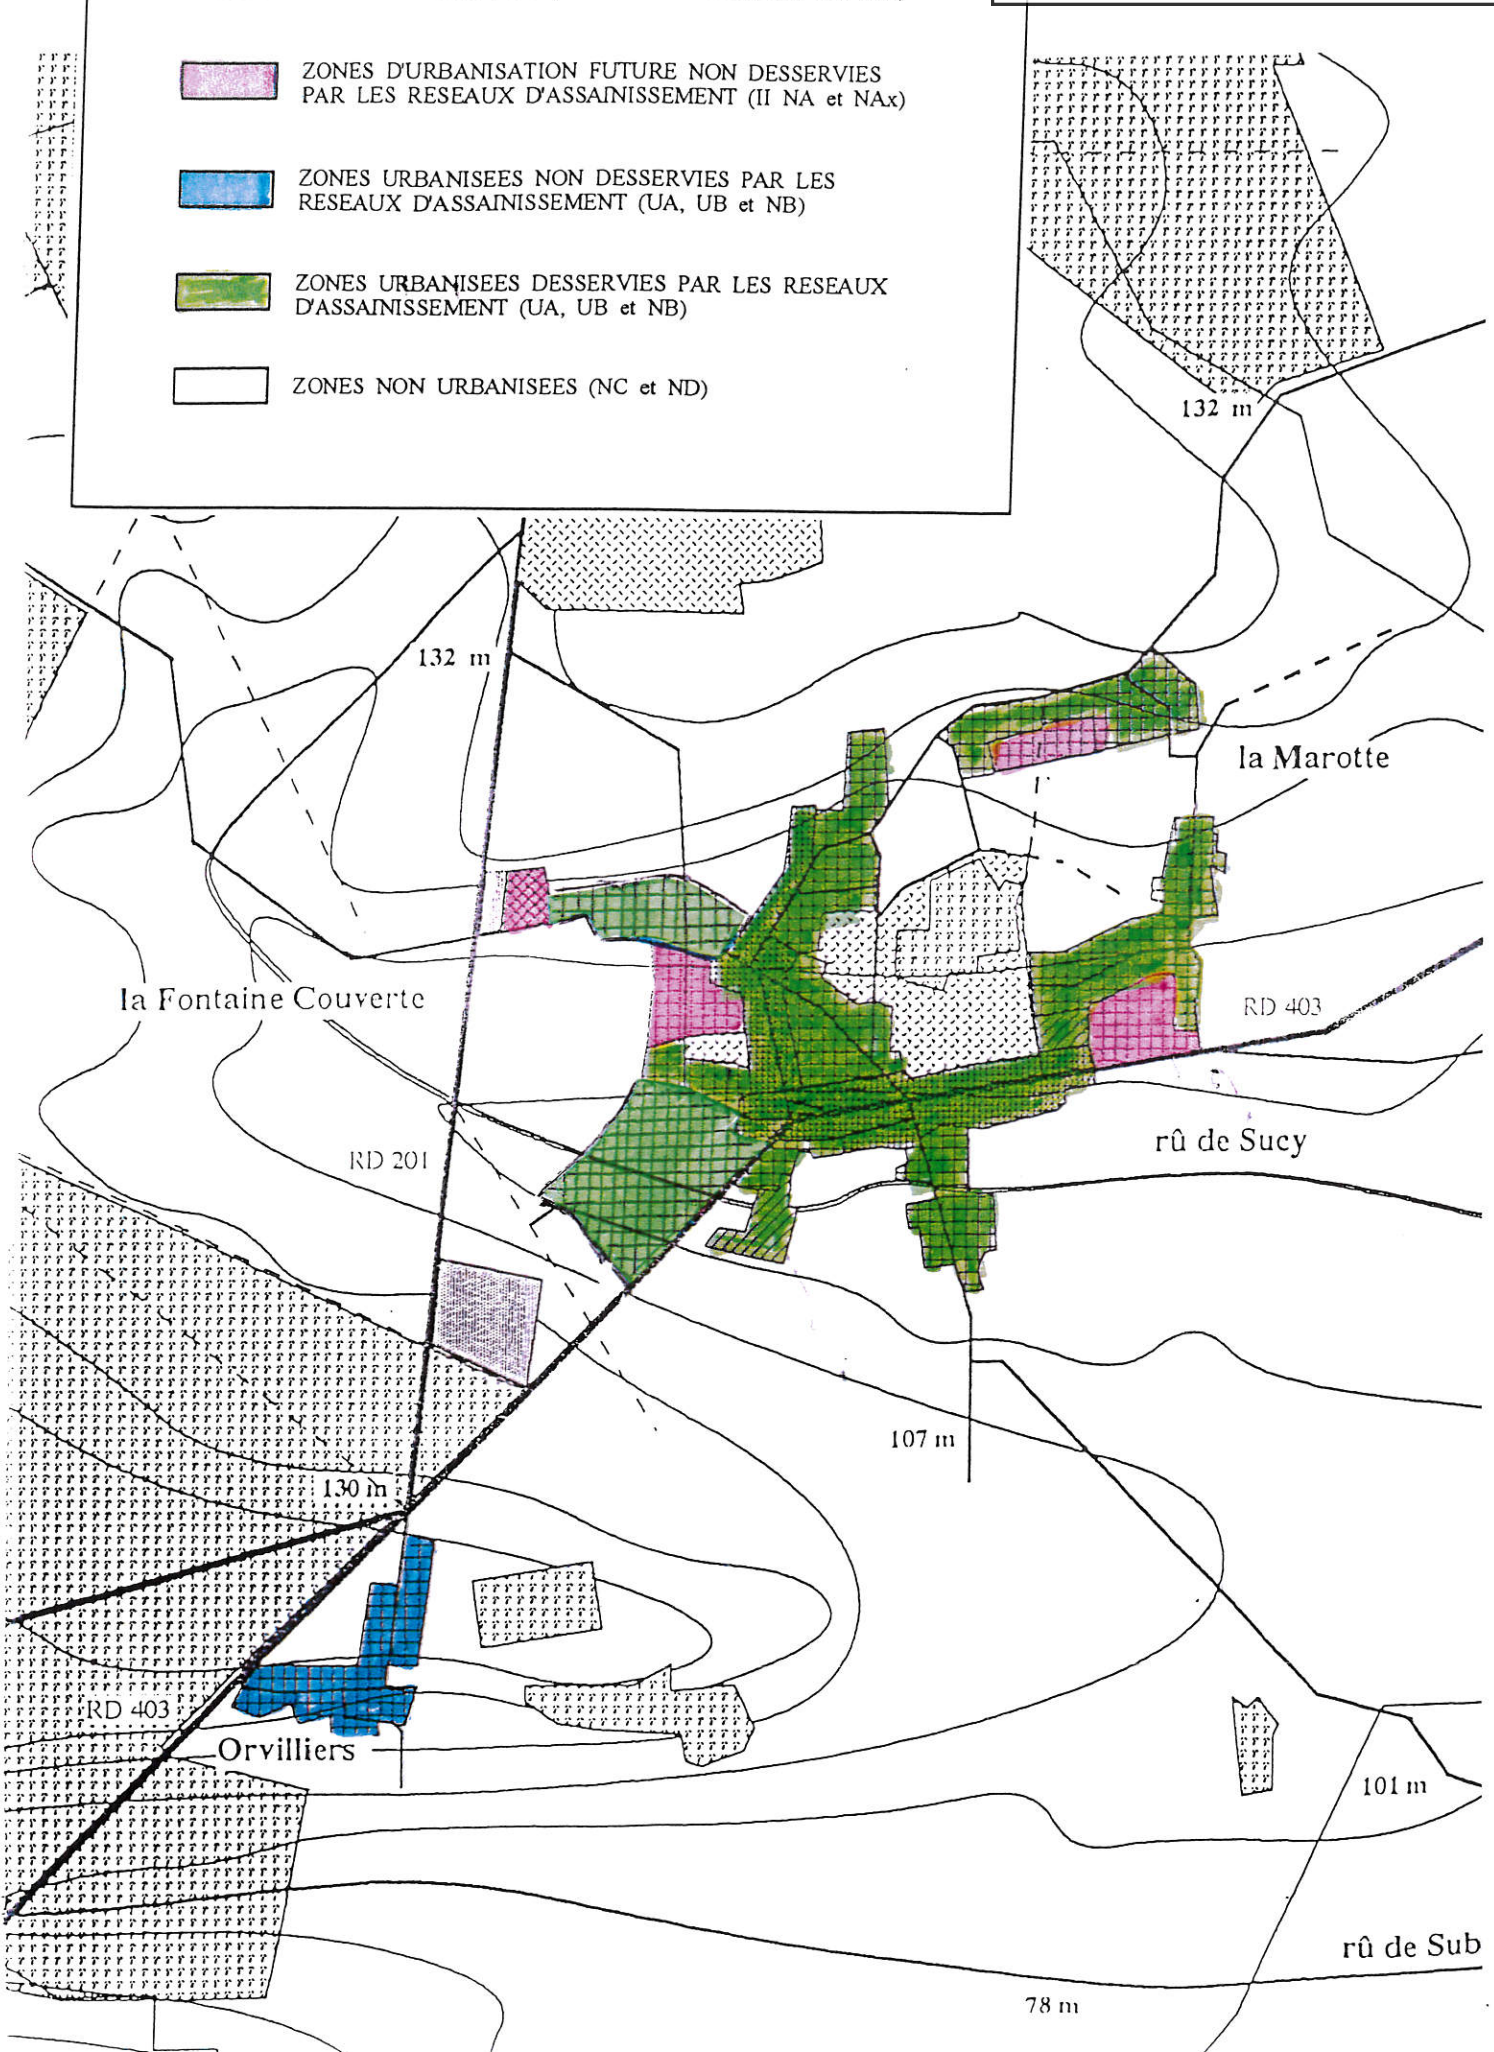 ZONES D'URBANISATION FUTURE NON DESSERVIES
PAR LES RESEAUX D'ASSAINISSEMENT (II NA et NAx)
ZONES URBANISEES NON DESSERVIES PAR LES
RESEAUX D'ASSAINISSEMENT (UA, UB et NB)
ZONES URBANISEES DESSERVIES PAR LES RESEAUX
D'ASSAINISSEMENT (UA, UB et NB)
ZONES NON URBANISEES (NC et ND)
132 m
132 m
la Marotte
la Fontaine Couverte
RD 403
rû de Sucy
RD 201
107 m
130 m
RD 403
Orvilliers
101 m
rû de Sub
78 m